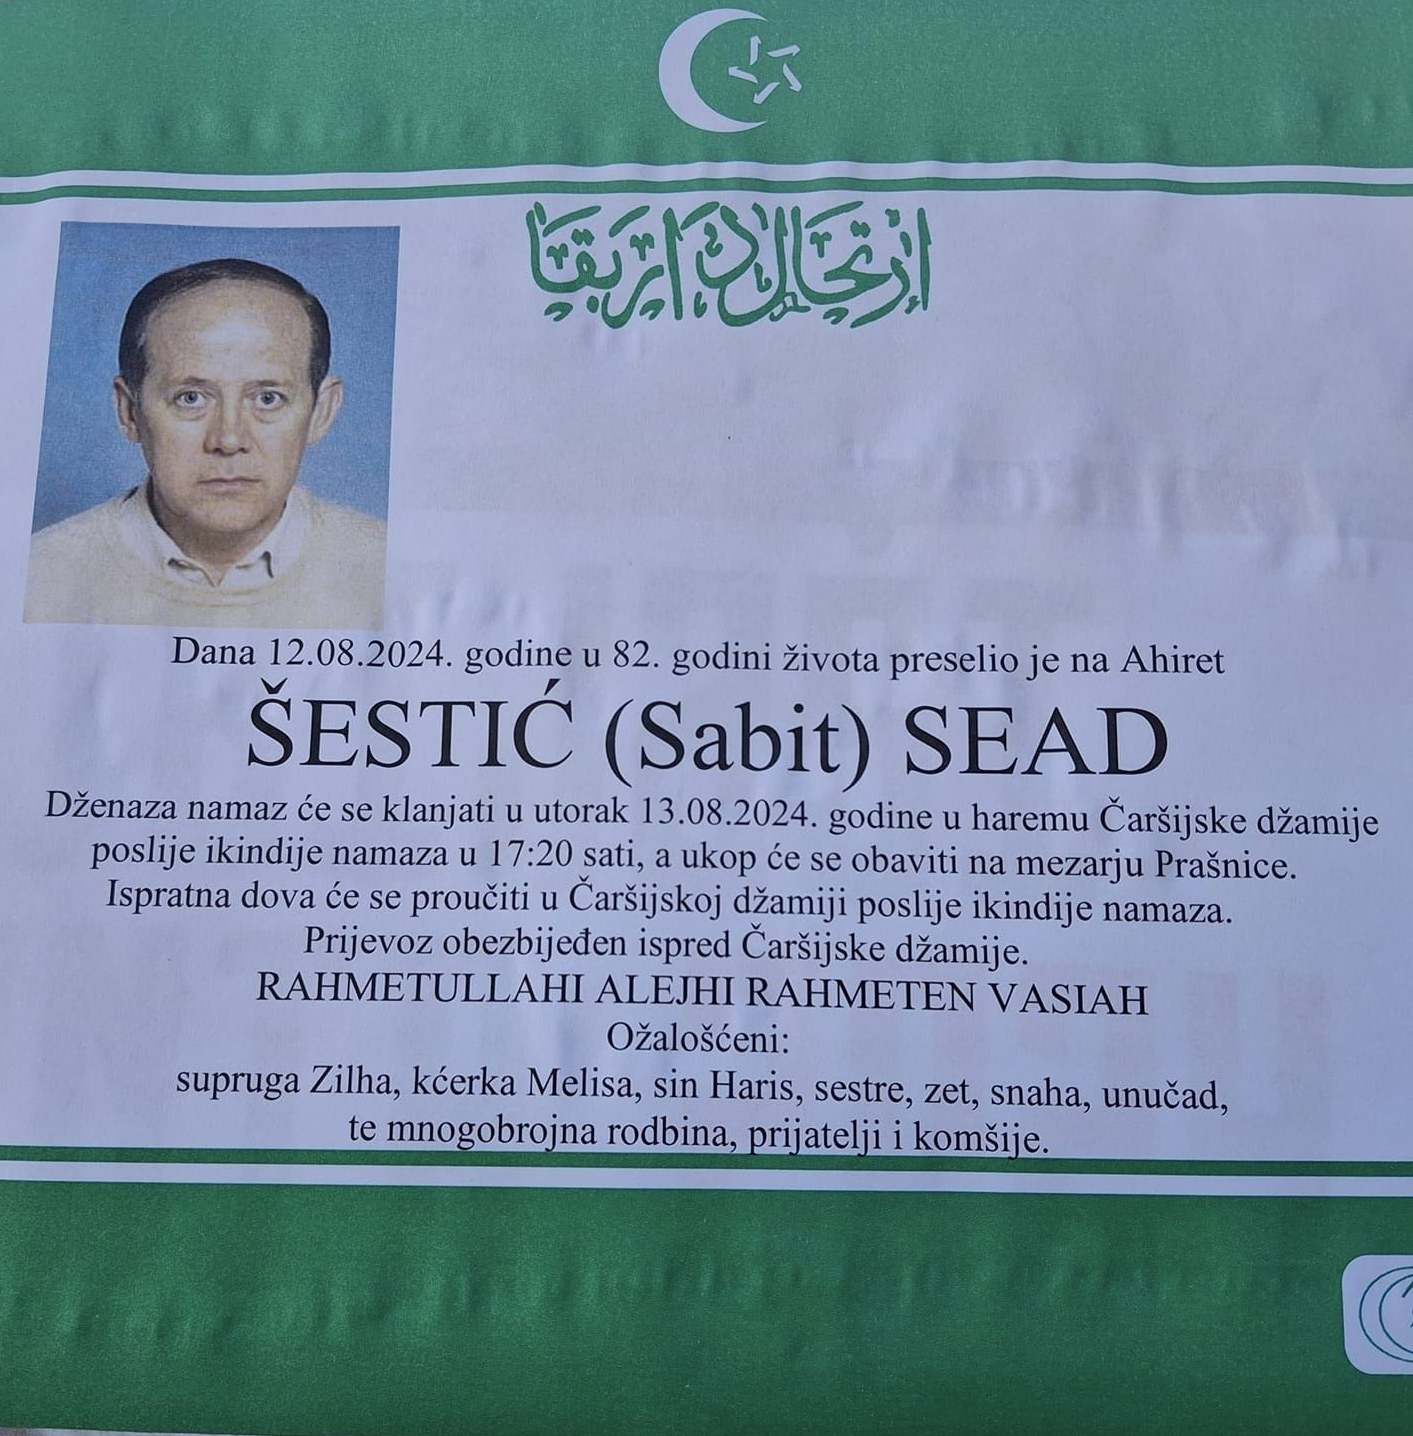 ارتحال دار بقا
Dana 12.08.2024. godine u 82. godini života preselio je na Ahiret
ŠESTIĆ (Sabit) SEAD
Dženaza namaz će se klanjati u utorak 13.08.2024. godine u haremu Čaršijske džamije
poslije ikindije namaza u 17:20 sati, a ukop će se obaviti na mezarju Prašnice.
Ispratna dova će se proučiti u Čaršijskoj džamiji poslije ikindije namaza.
Prijevoz obezbijeđen ispred Čaršijske džamije.
RAHMETULLAHI ALEJHI RAHMETEN VASIAH
Ožalošćeni:
supruga Zilha, kćerka Melisa, sin Haris, sestre, zet, snaha, unučad,
te mnogobrojna rodbina, prijatelji i komšije.